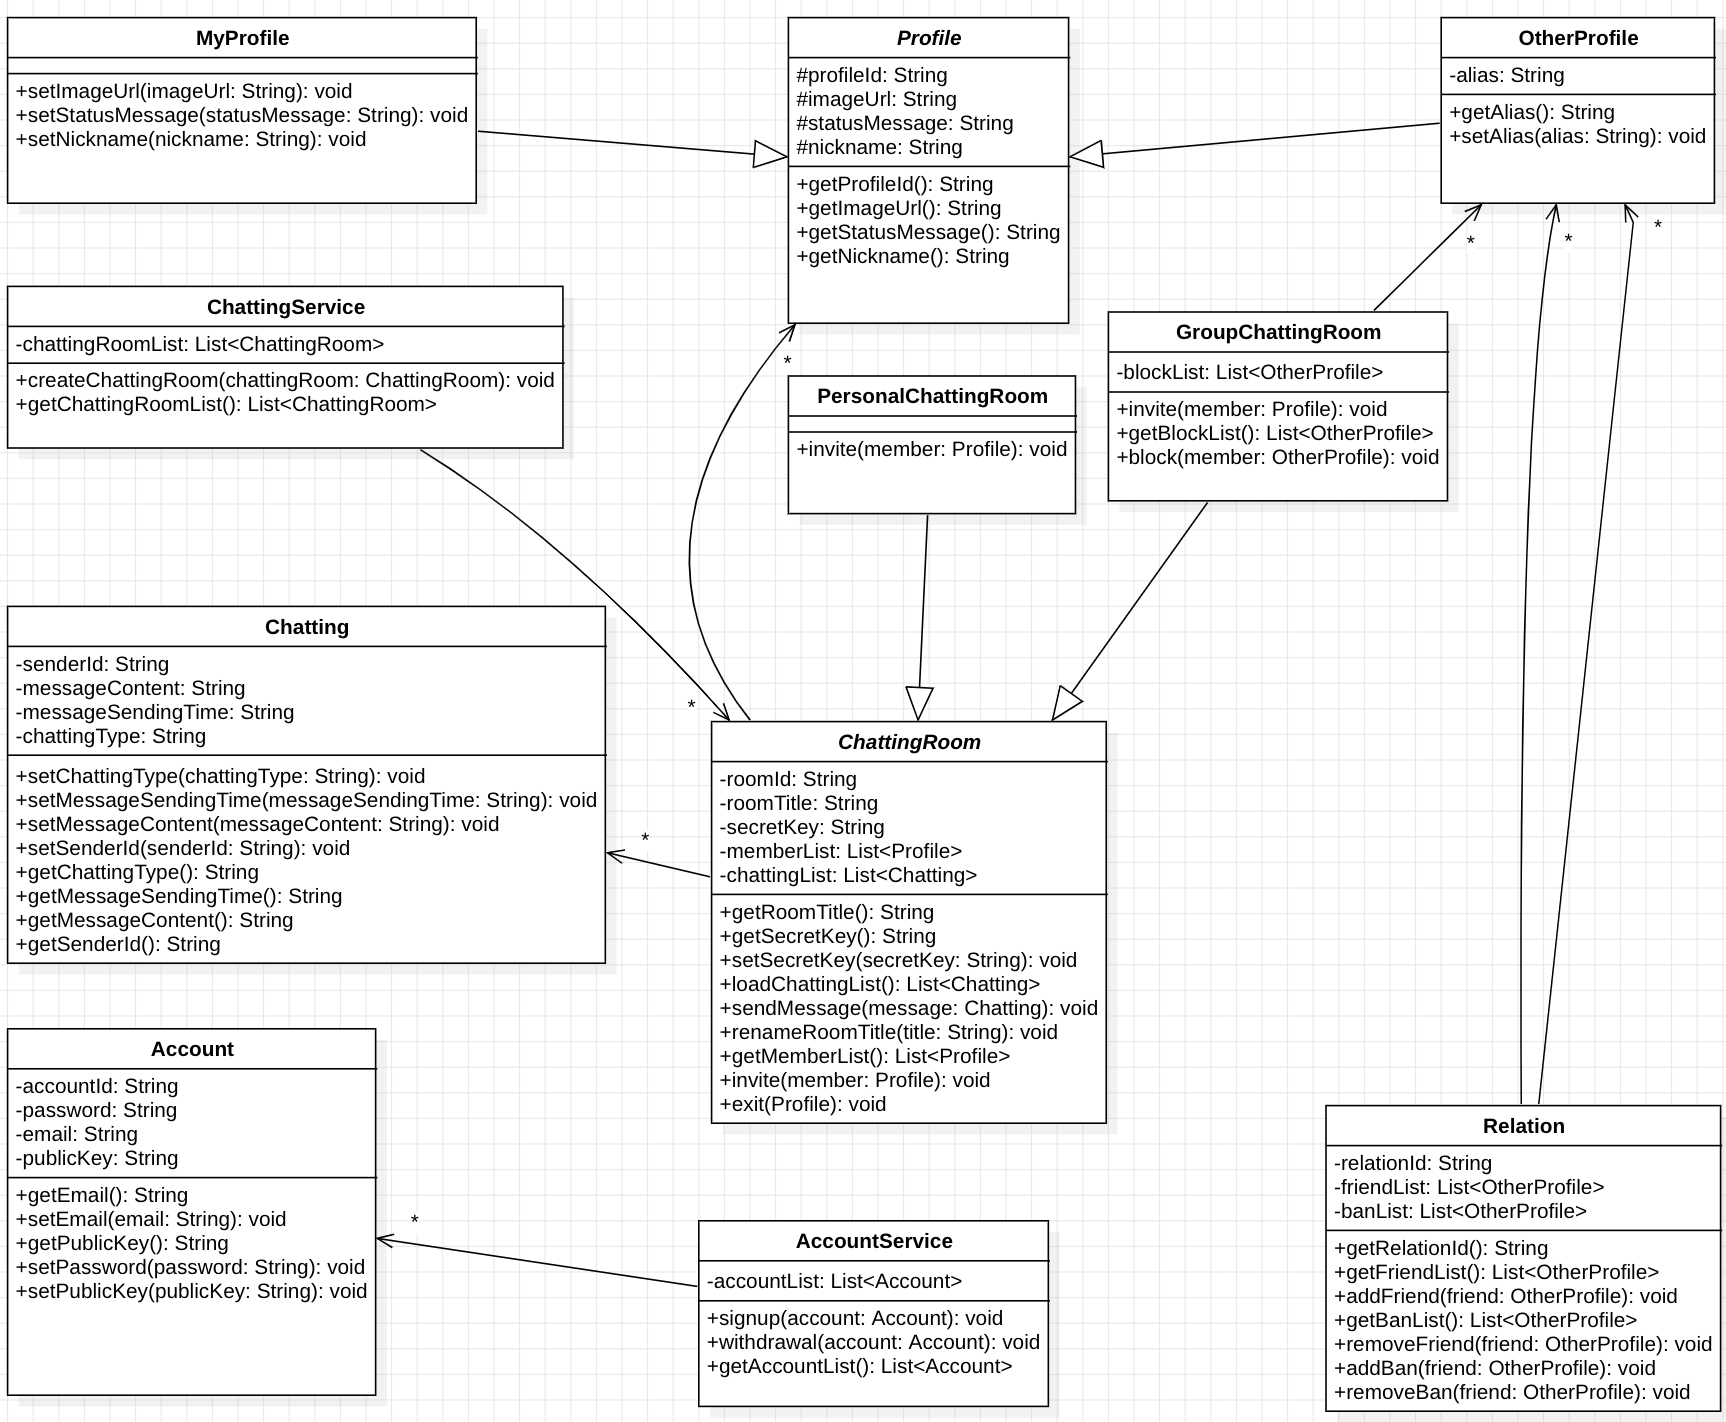 MyProfile
+setImageUrl(imageUrl: String): void
+setStatusMessage(statusMessage: String): void
+setNickname(nickname: String): void
Profile
#profileId: String
#imageUrl: String
#statusMessage: String
#nickname: String
+getProfileId(): String
+getImageUrl(): String
+getStatusMessage(): String
+getNickname(): String
OtherProfile
-alias: String
+getAlias(): String
+setAlias(alias: String): void
*
*
*
ChattingService
-chattingRoomList: List<ChattingRoom>
+createChattingRoom(chattingRoom: ChattingRoom): void
+getChattingRoomList(): List<ChattingRoom>
*
PersonalChattingRoom
+invite(member: Profile): void
GroupChattingRoom
-blockList: List<OtherProfile>
+invite(member: Profile): void
+getBlockList(): List<OtherProfile>
+block(member: OtherProfile): void
Chatting
-senderId: String
-messageContent: String
-messageSendingTime: String
-chattingType: String
+setChattingType(chattingType: String): void
+setMessageSendingTime(messageSendingTime: String): void
+setMessageContent(messageContent: String): void
+setSenderId(senderId: String): void
+getChattingType(): String
+getMessageSendingTime(): String
+getMessageContent(): String
+getSenderId(): String
*
*
ChattingRoom
-roomId: String
-roomTitle: String
-secretKey: String
-memberList: List<Profile>
-chattingList: List<Chatting>
+getRoomTitle(): String
+getSecretKey(): String
+setSecretKey(secretKey: String): void
+loadChattingList(): List<Chatting>
+sendMessage(message: Chatting): void
+renameRoomTitle(title: String): void
+getMemberList(): List<Profile>
+invite(member: Profile): void
+exit(Profile): void
Account
-accountId: String
-password: String
-email: String
-publicKey: String
+getEmail(): String
+setEmail(email: String): void
+getPublicKey(): String
+setPassword(password: String): void
+setPublicKey(publicKey: String): void
*
AccountService
-accountList: List<Account>
+signup(account: Account): void
+withdrawal(account: Account): void
+getAccountList(): List<Account>
Relation
-relationId: String
-friendList: List<OtherProfile>
-banList: List<OtherProfile>
+getRelationId(): String
+getFriendList(): List<OtherProfile>
+addFriend(friend: OtherProfile): void
+getBanList(): List<OtherProfile>
+removeFriend(friend: OtherProfile): void
+addBan(friend: OtherProfile): void
+removeBan(friend: OtherProfile): void